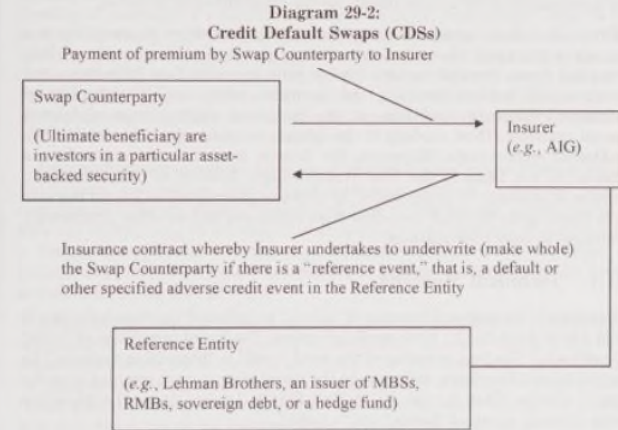 Diagram 29-2:
Credit Default Swaps (CDSs)
Payment of premium by Swap Counterparty to Insurer
Swap Counterparty
(Ultimate beneficiary are
investors in a particular asset-
backed security)
Insurer
(e.g., AIG)
Insurance contract whereby Insurer undertakes to underwrite (make whole)
the Swap Counterparty if there is a “reference event,” that is, a default or
other specified adverse credit event in the Reference Entity
Reference Entity
(e.g., Lehman Brothers, an issuer of MBSs,
RMBs, sovereign debt, or a hedge fund)